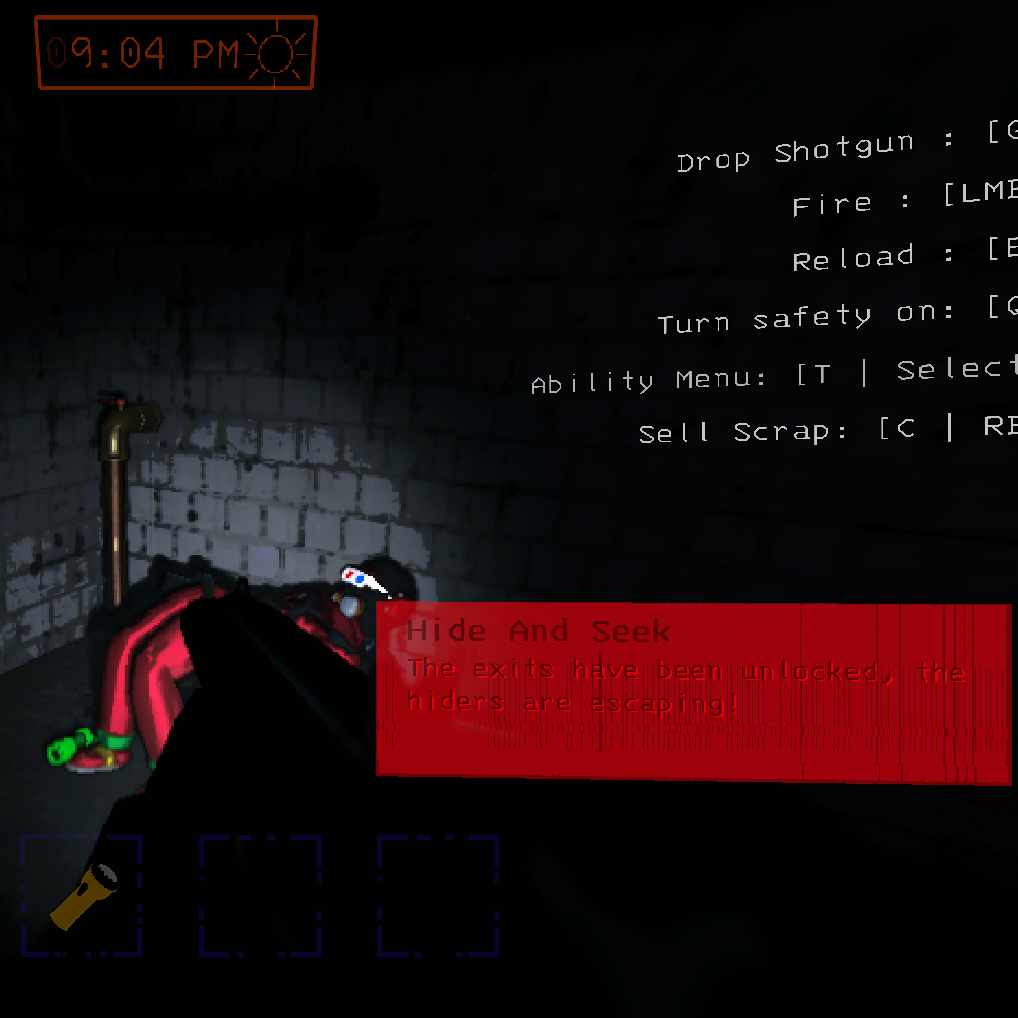 09:04 PM
Drop Shotgun : [G
Fire : [LMB
Reload : [E
Turn safety on: [Q
Ability Menu: [T | Select
Sell Scrap: [C | RE
Hide And Seek
The exits have been unlocked, the
hiders are escaping!